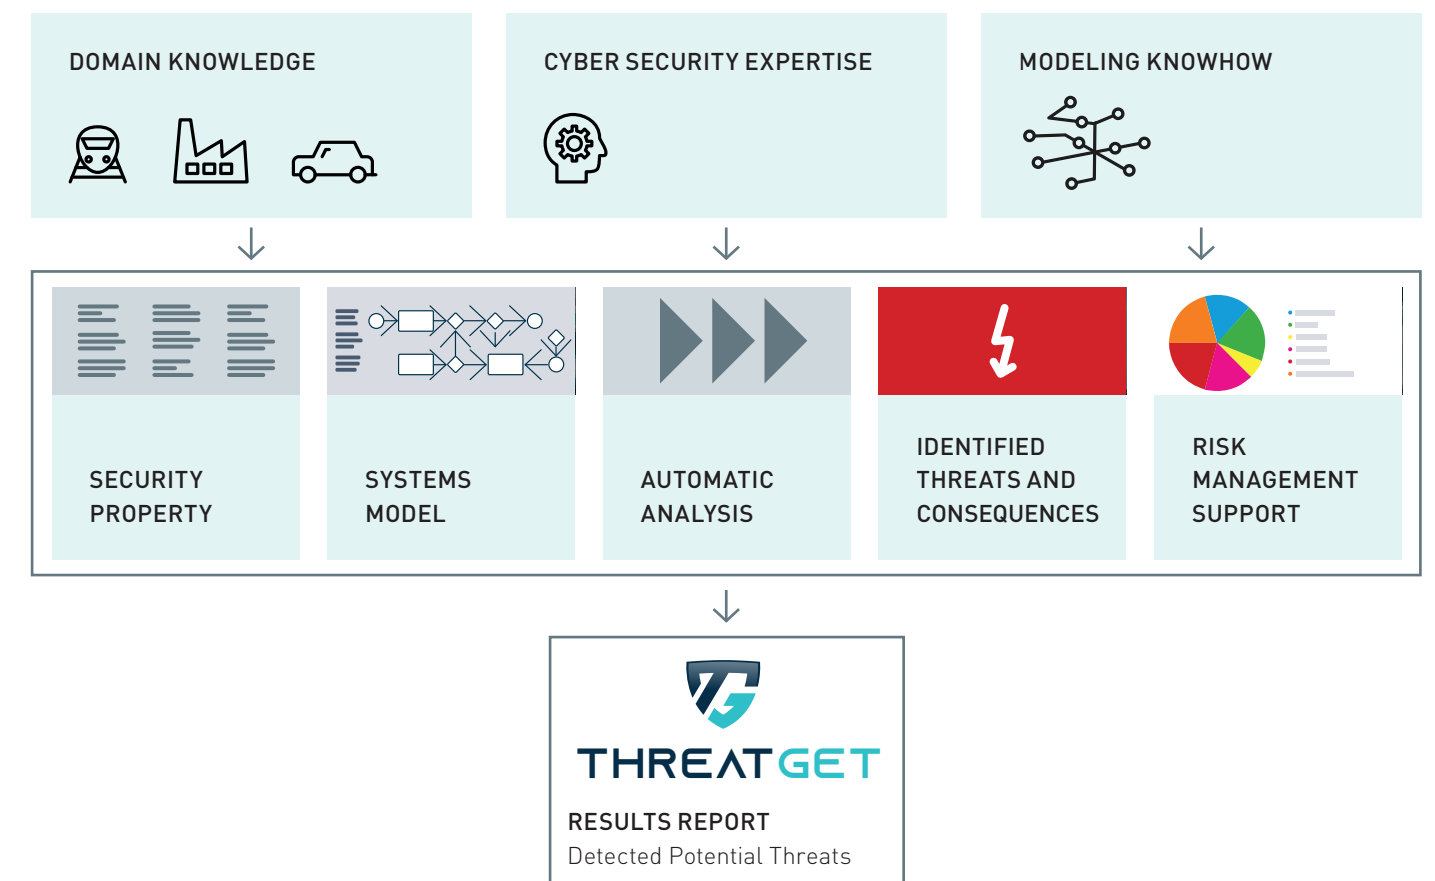 DOMAIN KNOWLEDGE
CYBER SECURITY EXPERTISE
MODELING KNOWHOW
SECURITY
PROPERTY
SYSTEMS
MODEL
AUTOMATIC
ANALYSIS
IDENTIFIED
THREATS AND
CONSEQUENCES
RISK
MANAGEMENT
SUPPORT
TG
THREATGET
RESULTS REPORT
Detected Potential Threats